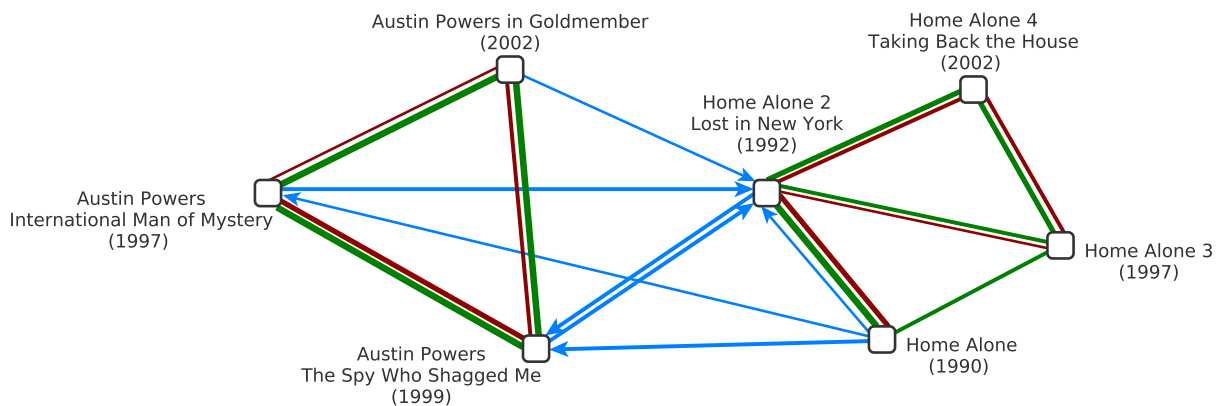 Austin Powers in Goldmember
(2002)
Home Alone 4
Taking Back the House
(2002)
Home Alone 2
Lost in New York
(1992)
Austin Powers
International Man of Mystery
(1997)
Home Alone 3
(1997)
Austin Powers
The Spy Who Shagged Me
(1999)
Home Alone
(1990)